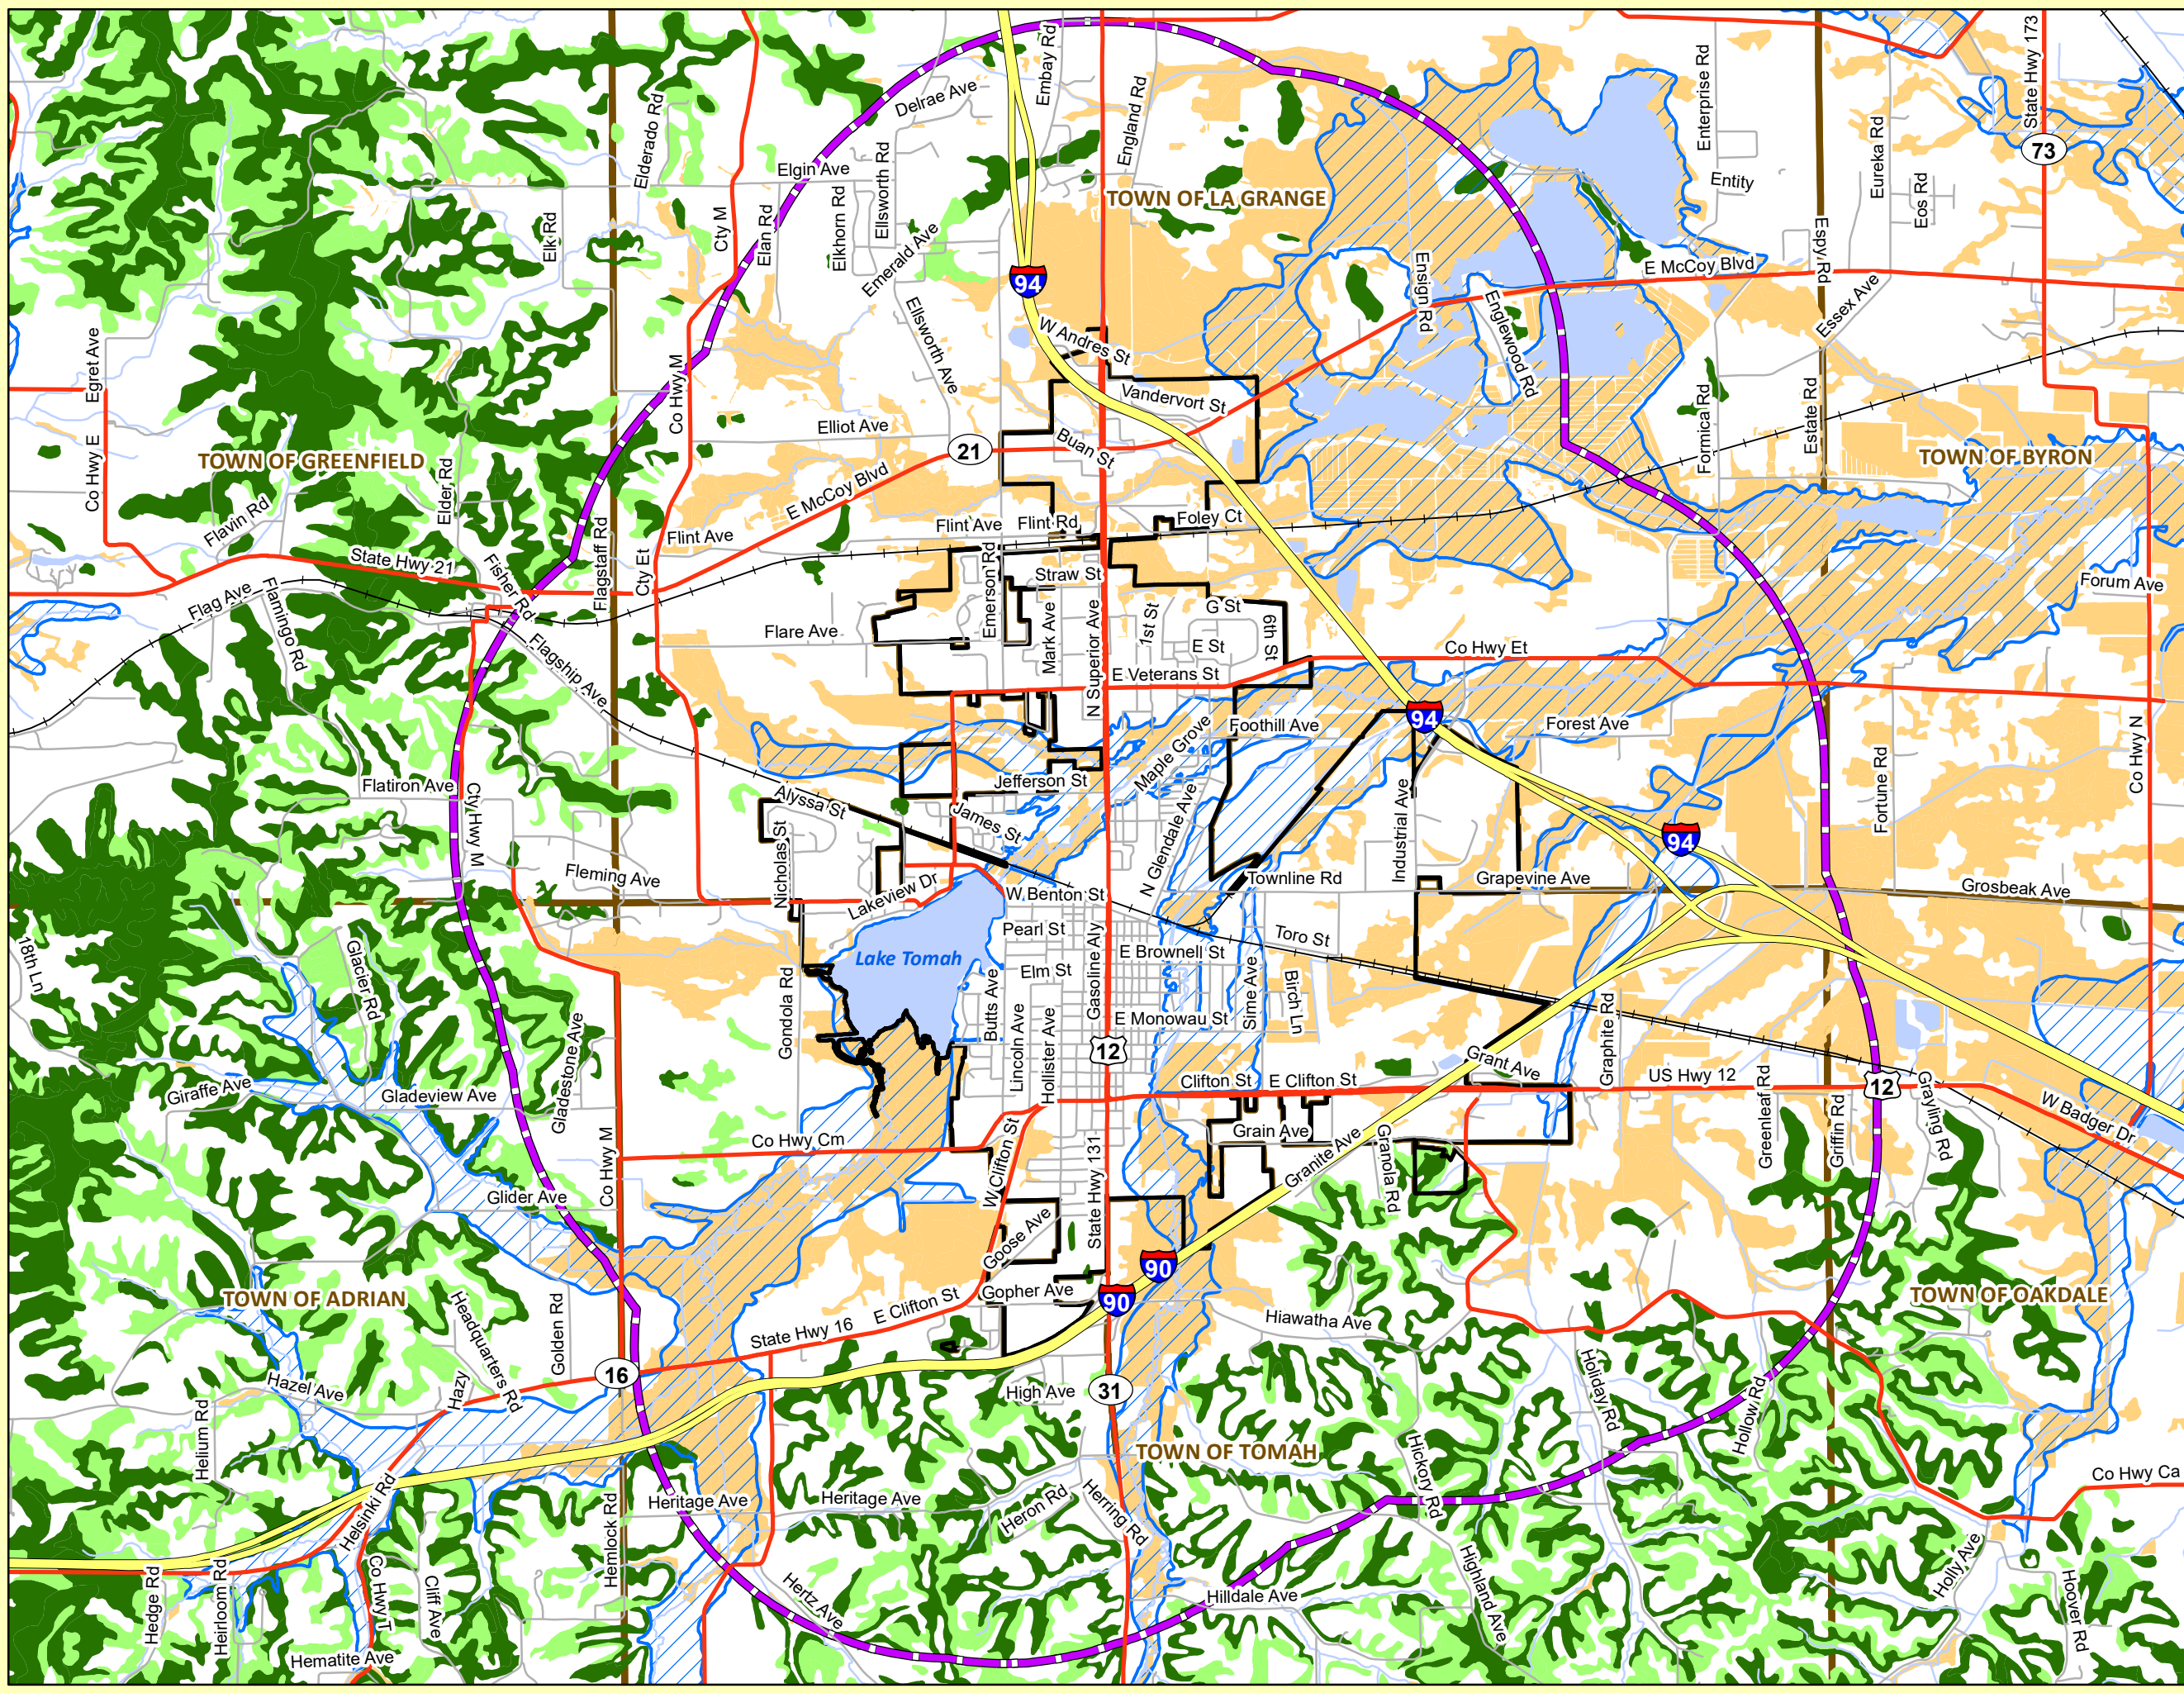 State Hwy 173
Embay Rd
Delrae Ave
Enterprise Rd
England Rd
Elderado Rd
Eureka Rd
73
Elgin Ave
Ellsworth Rd
Entity
Eos Rd
TOWN OF LA GRANGE
Elk Rd
Cty M
Elan Rd
Elkhorn Rd
Emerald Ave
Espy Rd
94
Ensign Rd
E McCoy Blvd
Essex Ave
Egret Ave
Ellsworth Ave
W Andres St
Englewood Rd
Co Hwy M
Vandervort St
Formica Rd
Estate Rd
Elliot Ave
Buan St
21
TOWN OF GREENFIELD
TOWN OF BYRON
Co Hwy E
Elder Rd
E McCoy Blvd
Flavin Rd
Flint Ave
Flint Rd
Foley Ct
Flint Ave
State Hwy 21
Fisher Rd
Flagstaff Rd
Cty Et
Emerson Rd
Straw St
Forum Ave
Flag Ave
Flamingo Rd
Mark Ave
N Superior Ave
1st St
G St
6th St
Flare Ave
E St
Co Hwy Et
Flagship Ave
E Veterans St
94
Foothill Ave
Forest Ave
Maple Grove
Co Hwy N
Flatiron Ave
Jefferson St
Cty Hwy M
Alyssa St
James St
N Glendale Ave
Industrial Ave
Fortune Rd
94
Nicholas St
Fleming Ave
Lakeview Dr
W Benton St
Townline Rd
Grapevine Ave
Grosbeak Ave
18th Ln
Glacier Rd
Pearl St
Gasoline Aly
Toro St
Lake Tomah
E Brownell St
Elm St
Gondola Rd
Butts Ave
Sime Ave
Birch Ln
Gladestone Ave
Lincoln Ave
Hollister Ave
E Monowau St
Graphite Rd
12
Grant Ave
Giraffe Ave
Gladeview Ave
Clifton St
E Clifton St
US Hwy 12
12
Greenleaf Rd
Griffin Rd
Grayling Rd
W Badger Dr
Co Hwy Cm
Co Hwy M
W Clifton St
State Hwy 131
Grain Ave
Granite Ave
Granola Rd
Glider Ave
Goose Ave
90
TOWN OF ADRIAN
Headquarters Rd
Golden Rd
Gopher Ave
90
TOWN OF OAKDALE
E Clifton St
State Hwy 16
Hiawatha Ave
16
Hazel Ave
Hazy
High Ave
31
Holiday Rd
Hollow Rd
Helium Rd
TOWN OF TOMAH
Hickory Rd
Co Hwy Ca
Helsinki Rd
Hemlock Rd
Heritage Ave
Heritage Ave
Heron Rd
Herring Rd
Hedge Rd
Heirloom Rd
Co Hwy T
Cliff Ave
Hertz Ave
Hilldale Ave
Highland Ave
Holly Ave
Hoover Rd
Hematite Ave